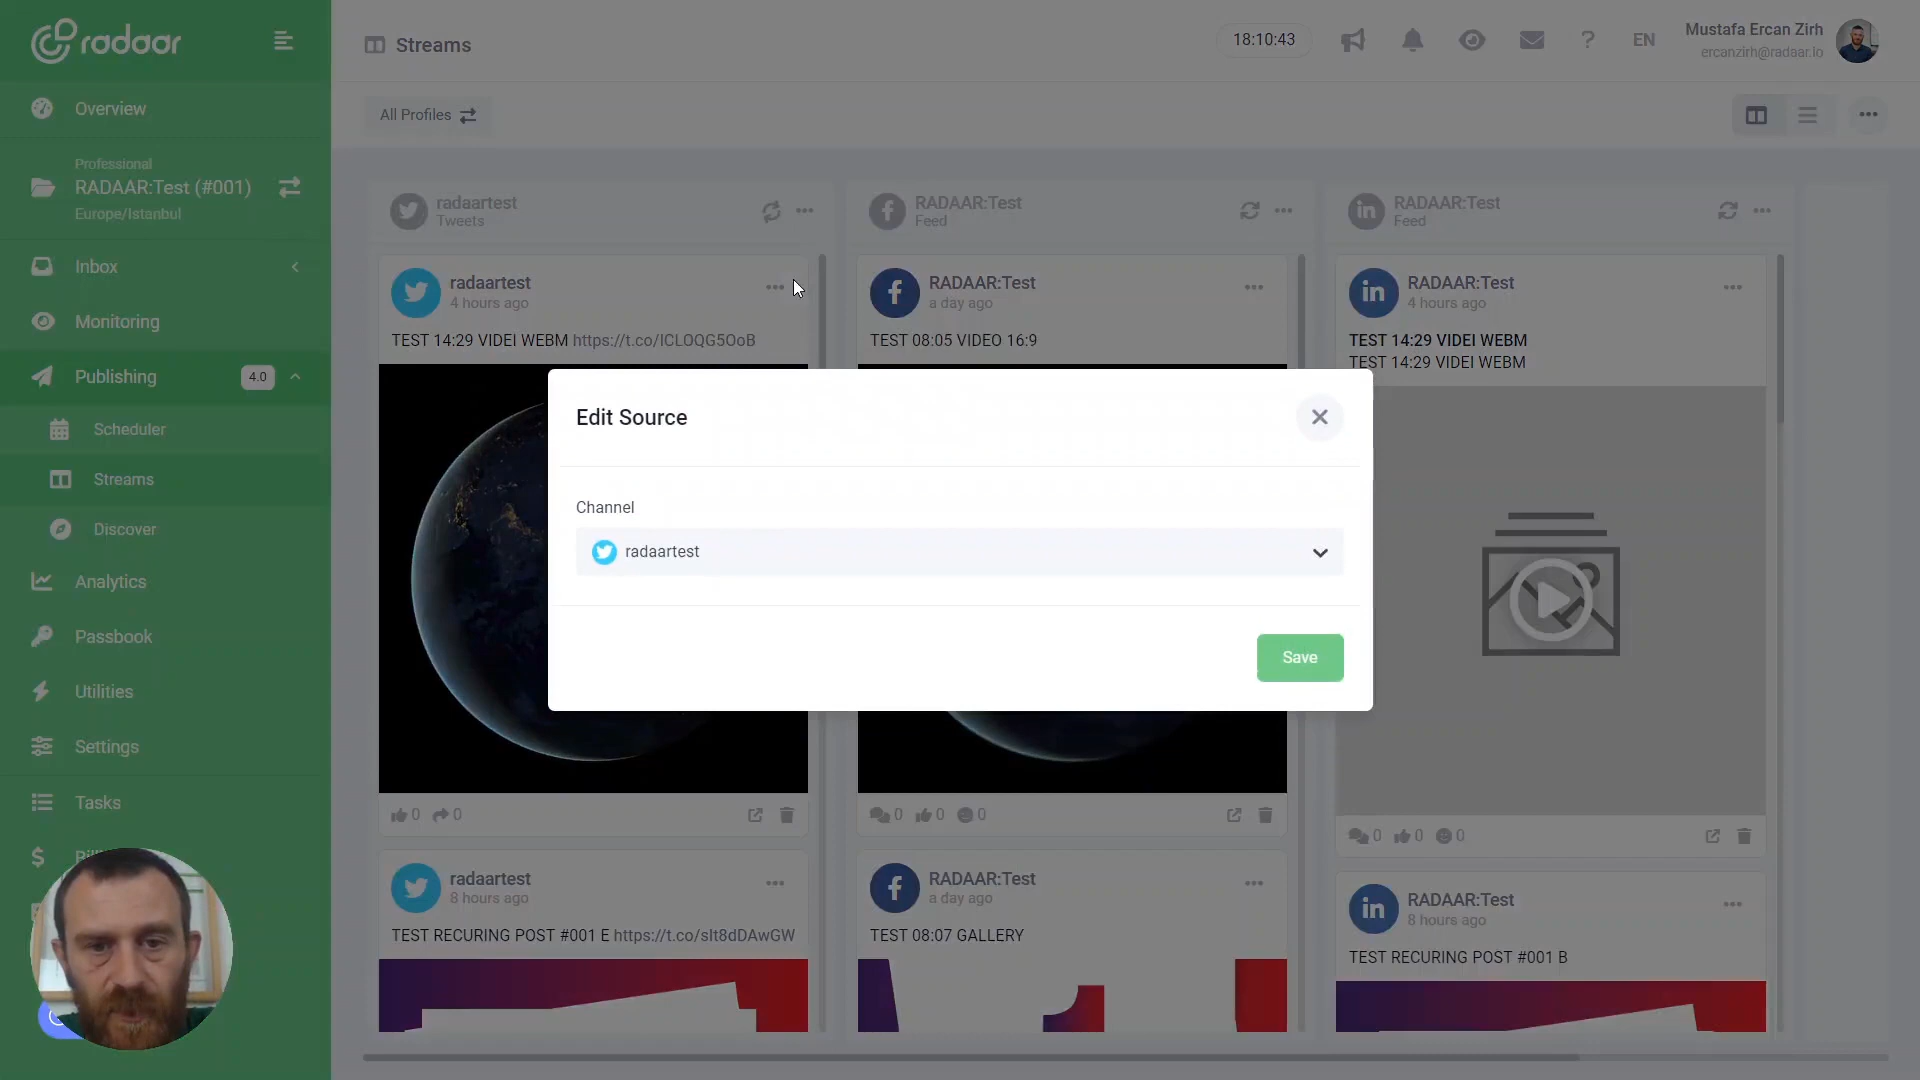 radaar
Streams
18:10:43
EN
Mustafa Ercan Zirh
ercanzirh@radaar.io
Overview
Professional
RADAAR:Test (#001)
Europe/Istanbul
Inbox
Monitoring
Publishing 4.0
Scheduler
Streams
Discover
Analytics
Passbook
Utilities
Settings
Tasks
All Profiles
radaartest
Tweets
radaartest
4 hours ago
TEST 14:29 VIDEI WEBM https://t.co/ICLOQG5OoB
0 0
radaartest
8 hours ago
TEST RECURING POST #001 E https://t.co/sIt8dDAwGW
RADAAR:Test
Feed
RADAAR:Test
a day ago
TEST 08:05 VIDEO 16:9
0 0 0
RADAAR:Test
a day ago
TEST 08:07 GALLERY
RADAAR:Test
Feed
RADAAR:Test
4 hours ago
TEST 14:29 VIDEI WEBM
TEST 14:29 VIDEI WEBM
0 0 0
RADAAR:Test
8 hours ago
TEST RECURING POST #001 B
Edit Source
Channel
radaartest
Save